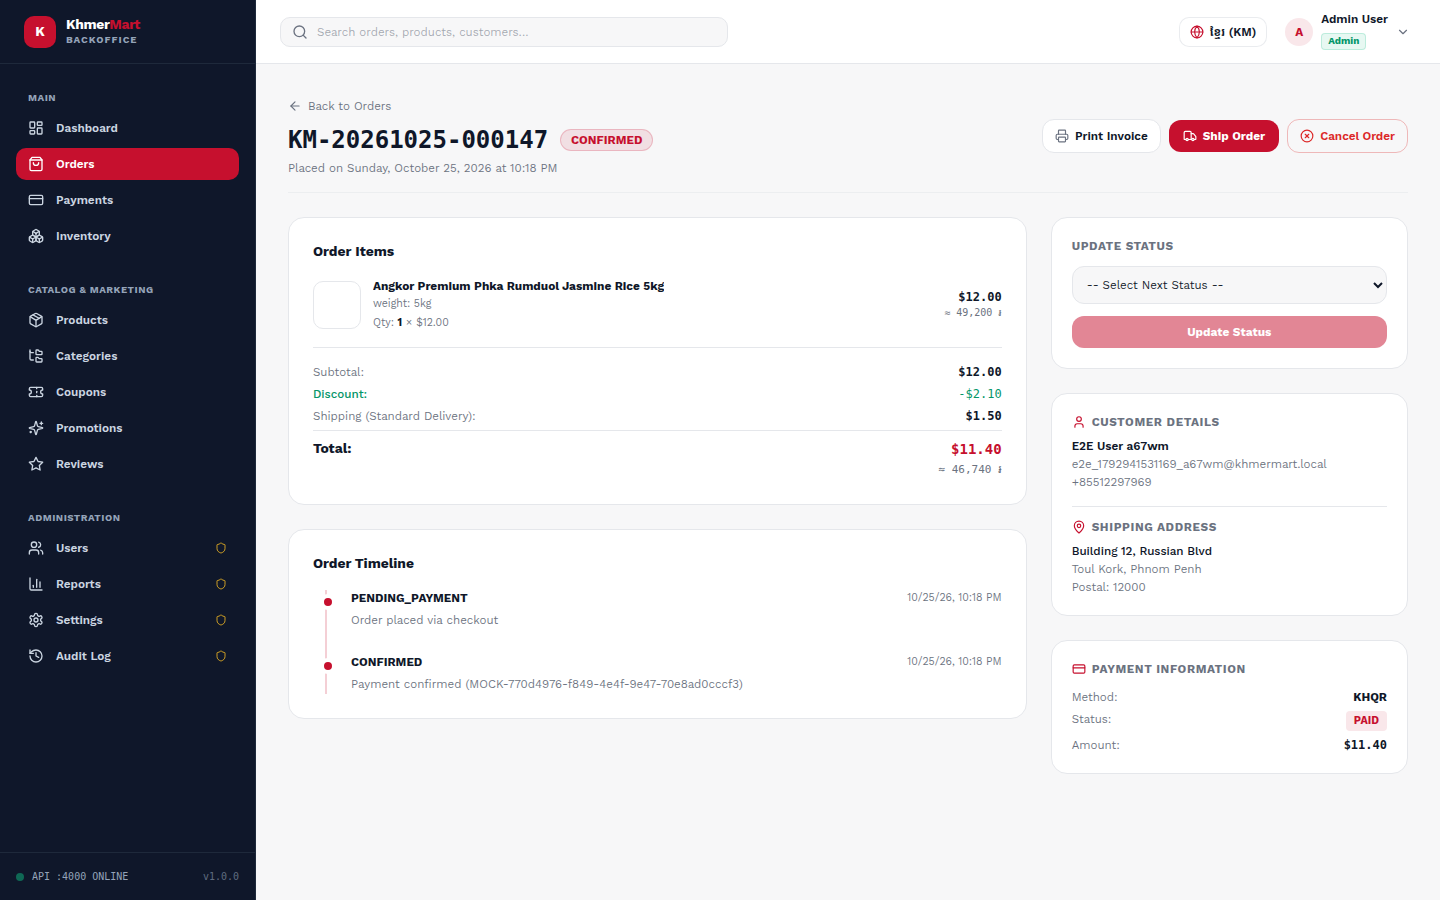 K
KhmerMart
BACKOFFICE
MAIN
Dashboard
Orders
Payments
Inventory
CATALOG & MARKETING
Products
Categories
Coupons
Promotions
Reviews
ADMINISTRATION
Users
Reports
Settings
Audit Log
API :4000 ONLINE
v1.0.0
Search orders, products, customers...
ខ្មែរ (KM)
A
Admin User
Admin
Back to Orders
KM-20261025-000147
CONFIRMED
Placed on Sunday, October 25, 2026 at 10:18 PM
Print Invoice
Ship Order
Cancel Order
Order Items
Angkor Premium Phka Rumduol Jasmine Rice 5kg
weight: 5kg
Qty: 1 × $12.00
$12.00
≈ 49,200 ៛
Subtotal:
$12.00
Discount:
-$2.10
Shipping (Standard Delivery):
$1.50
Total:
$11.40
≈ 46,740 ៛
Order Timeline
PENDING_PAYMENT
10/25/26, 10:18 PM
Order placed via checkout
CONFIRMED
10/25/26, 10:18 PM
Payment confirmed (MOCK-770d4976-f849-4e4f-9e47-70e8ad0cccf3)
UPDATE STATUS
-- Select Next Status --
Update Status
CUSTOMER DETAILS
E2E User a67wm
e2e_1792941531169_a67wm@khmermart.local
+85512297969
SHIPPING ADDRESS
Building 12, Russian Blvd
Toul Kork, Phnom Penh
Postal: 12000
PAYMENT INFORMATION
Method:
KHQR
Status:
PAID
Amount:
$11.40